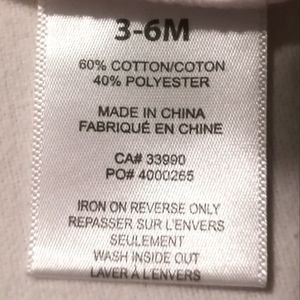 3-6M
60% COTTON/COTON
40% POLYESTER
MADE IN CHINA
FABRIQUÉ EN CHINE
CA# 33990
PO# 4000265
IRON ON REVERSE ONLY
REPASSER SUR L'ENVERS
SEULEMENT
WASH INSIDE OUT
LAVER À L'ENVERS